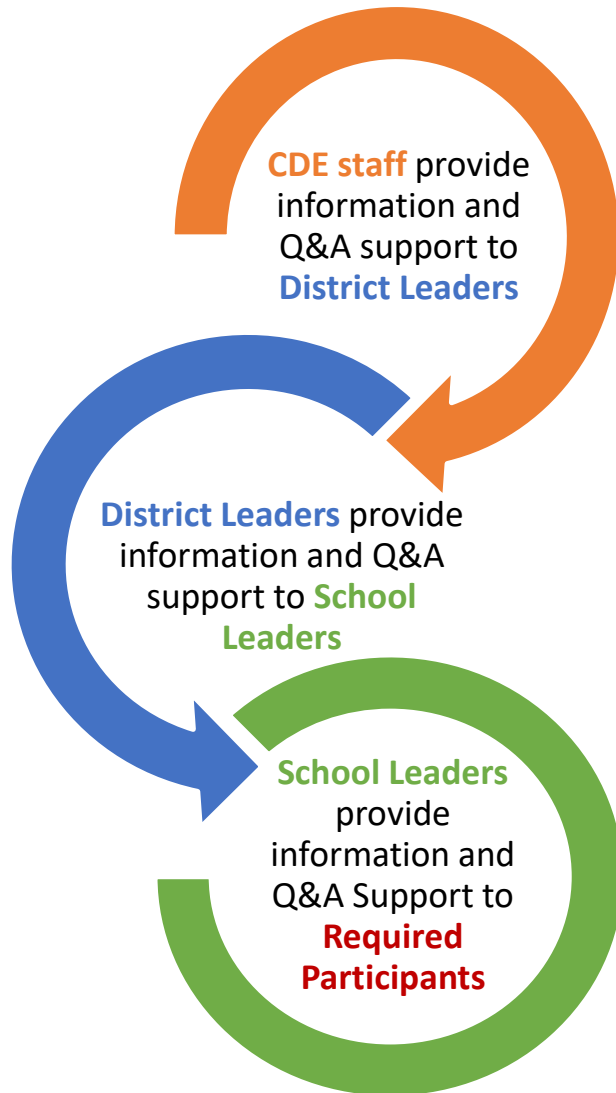 CDE staff provide
information and
Q&A support to
District Leaders
District Leaders provide
information and Q&A
support to School
Leaders
School Leaders
provide
information and
Q&A Support to
Required
Participants